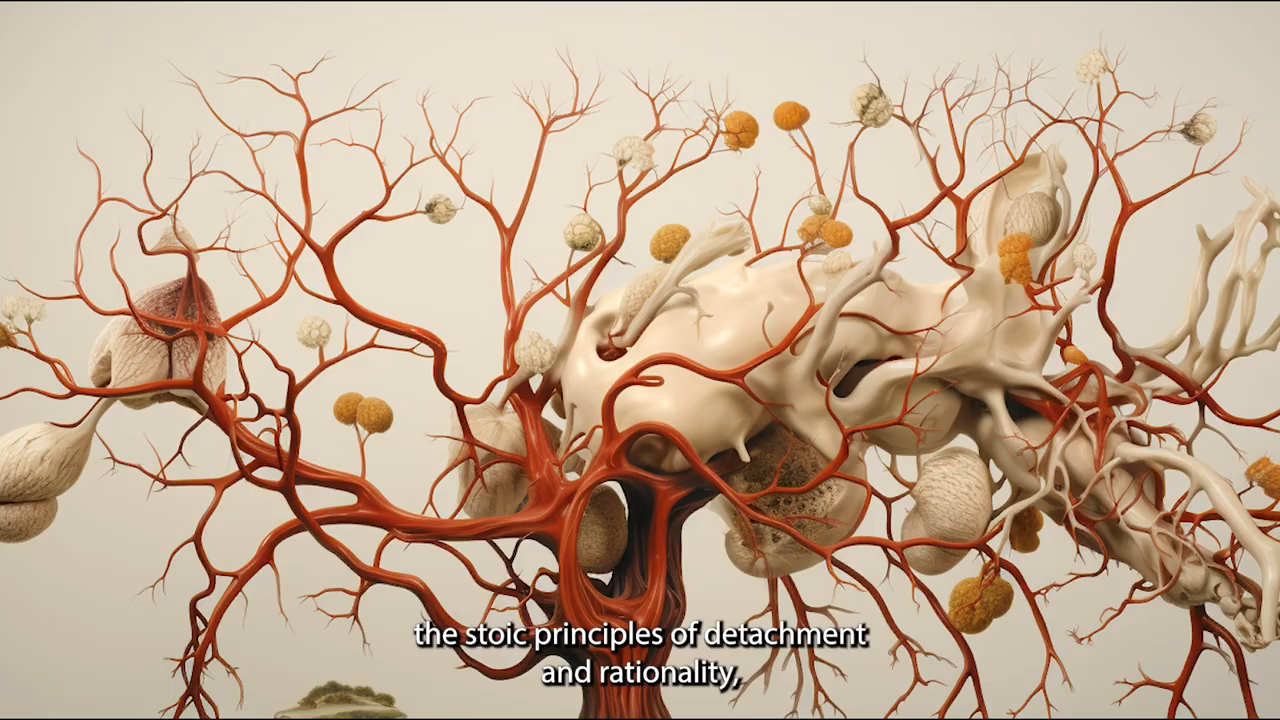 the stoic principles of detachment
and rationality,